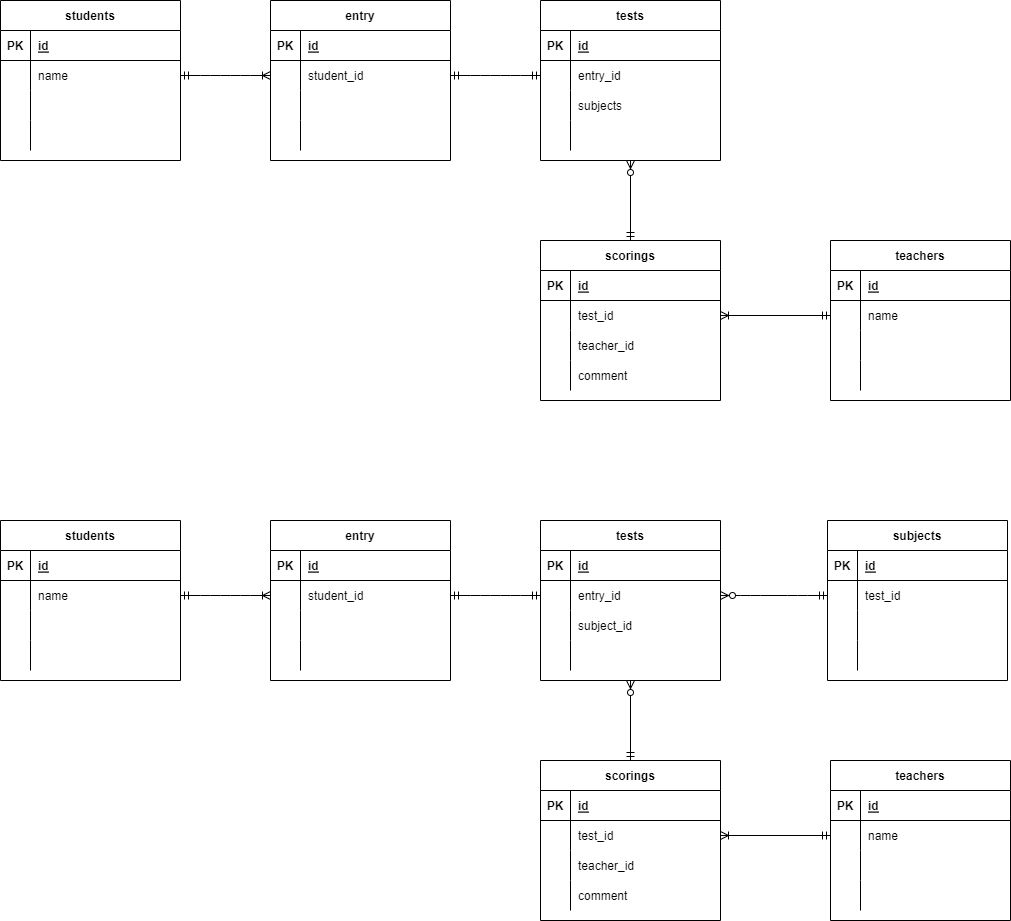 students
PK id
name
entry
PK id
student_id
tests
PK id
entry_id
subjects
scorings
PK id
test_id
teacher_id
comment
teachers
PK id
name
students
PK id
name
entry
PK id
student_id
tests
PK id
entry_id
subject_id
subjects
PK id
test_id
scorings
PK id
test_id
teacher_id
comment
teachers
PK id
name